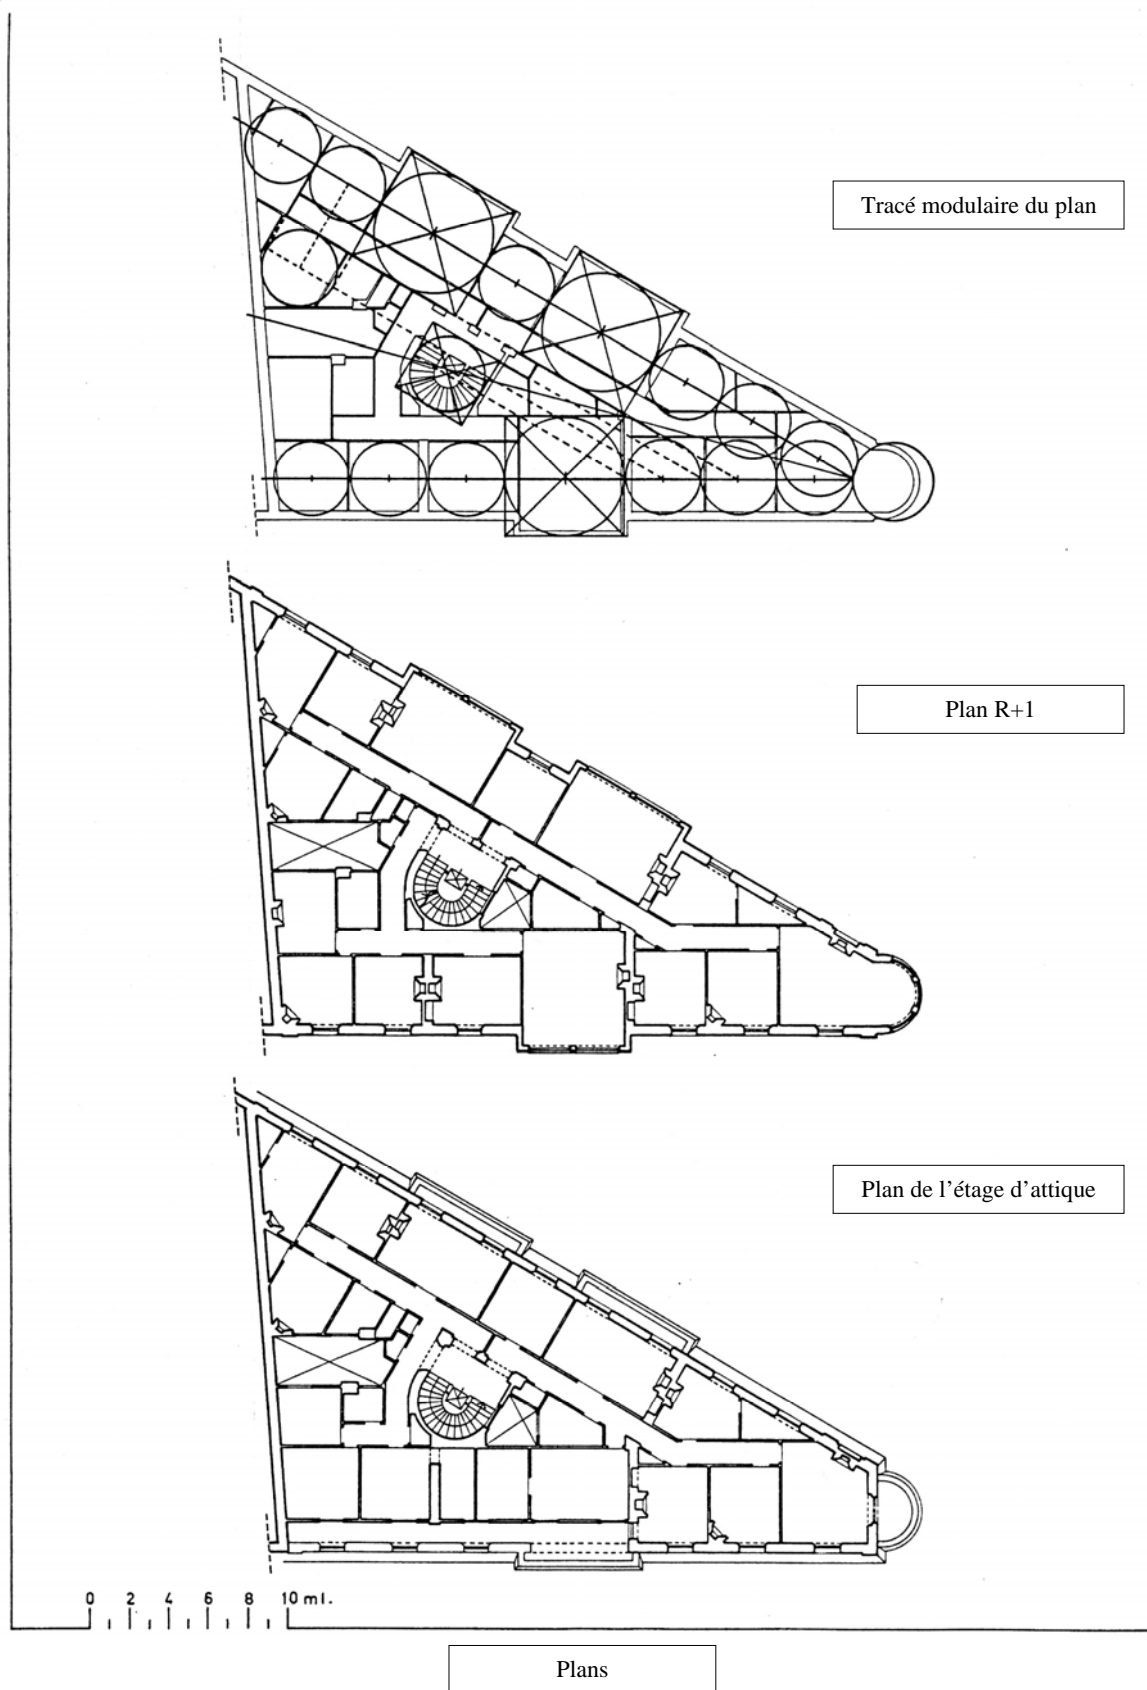 Tracé modulaire du plan
Plan R+1
Plan de l’étage d’attique
0 2 4 6 8 10 ml.
Plans